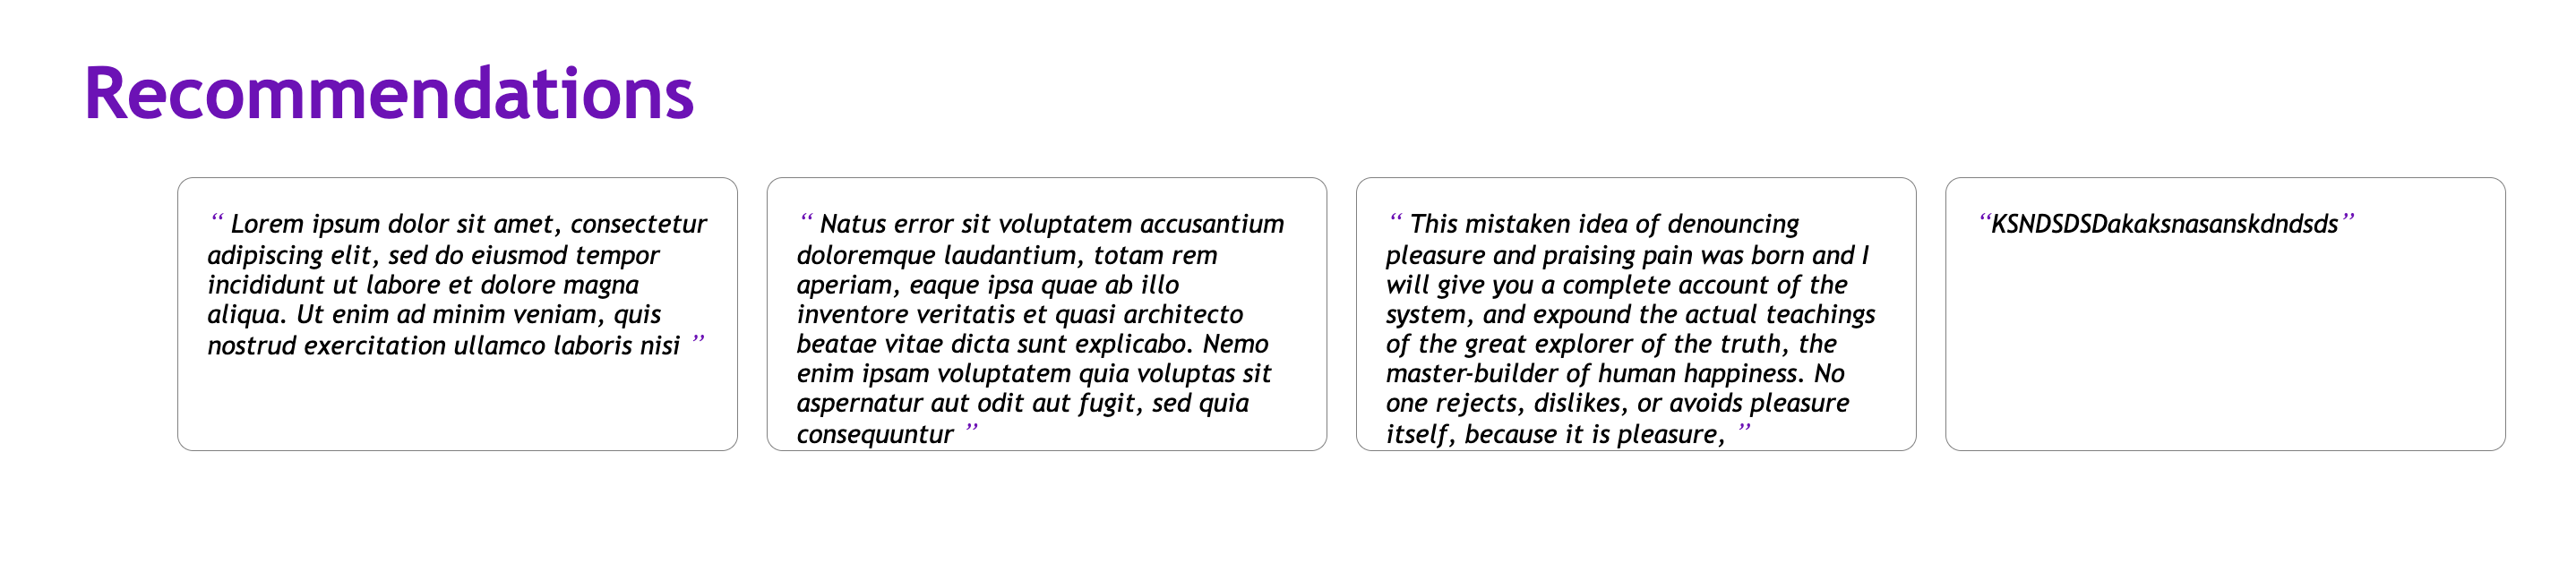 Recommendations
“ Lorem ipsum dolor sit amet, consectetur
adipiscing elit, sed do eiusmod tempor
incididunt ut labore et dolore magna
aliqua. Ut enim ad minim veniam, quis
nostrud exercitation ullamco laboris nisi ”
“ Natus error sit voluptatem accusantium
doloremque laudantium, totam rem
aperiam, eaque ipsa quae ab illo
inventore veritatis et quasi architecto
beatae vitae dicta sunt explicabo. Nemo
enim ipsam voluptatem quia voluptas sit
aspernatur aut odit aut fugit, sed quia
consequuntur ”
“ This mistaken idea of denouncing
pleasure and praising pain was born and I
will give you a complete account of the
system, and expound the actual teachings
of the great explorer of the truth, the
master-builder of human happiness. No
one rejects, dislikes, or avoids pleasure
itself, because it is pleasure, ”
“KSNDSDSDakaksnasanskdndsds”